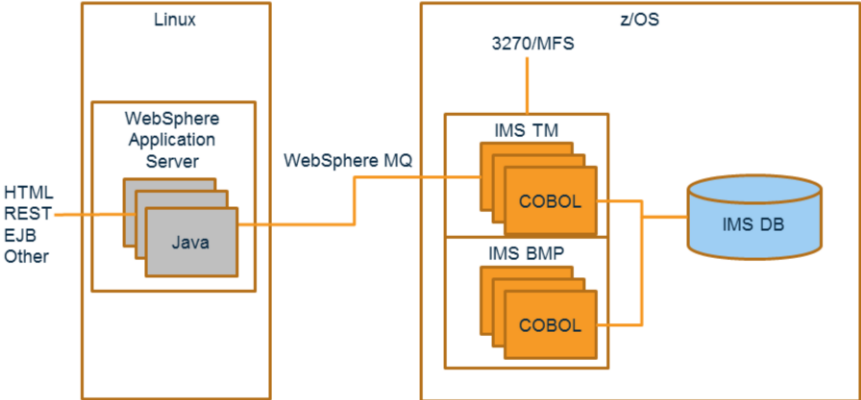 Linux
z/OS
3270/MFS
WebSphere
Application
Server
IMS TM
WebSphere MQ
HTML
REST
EJB
Other
Java
COBOL
IMS DB
IMS BMP
COBOL